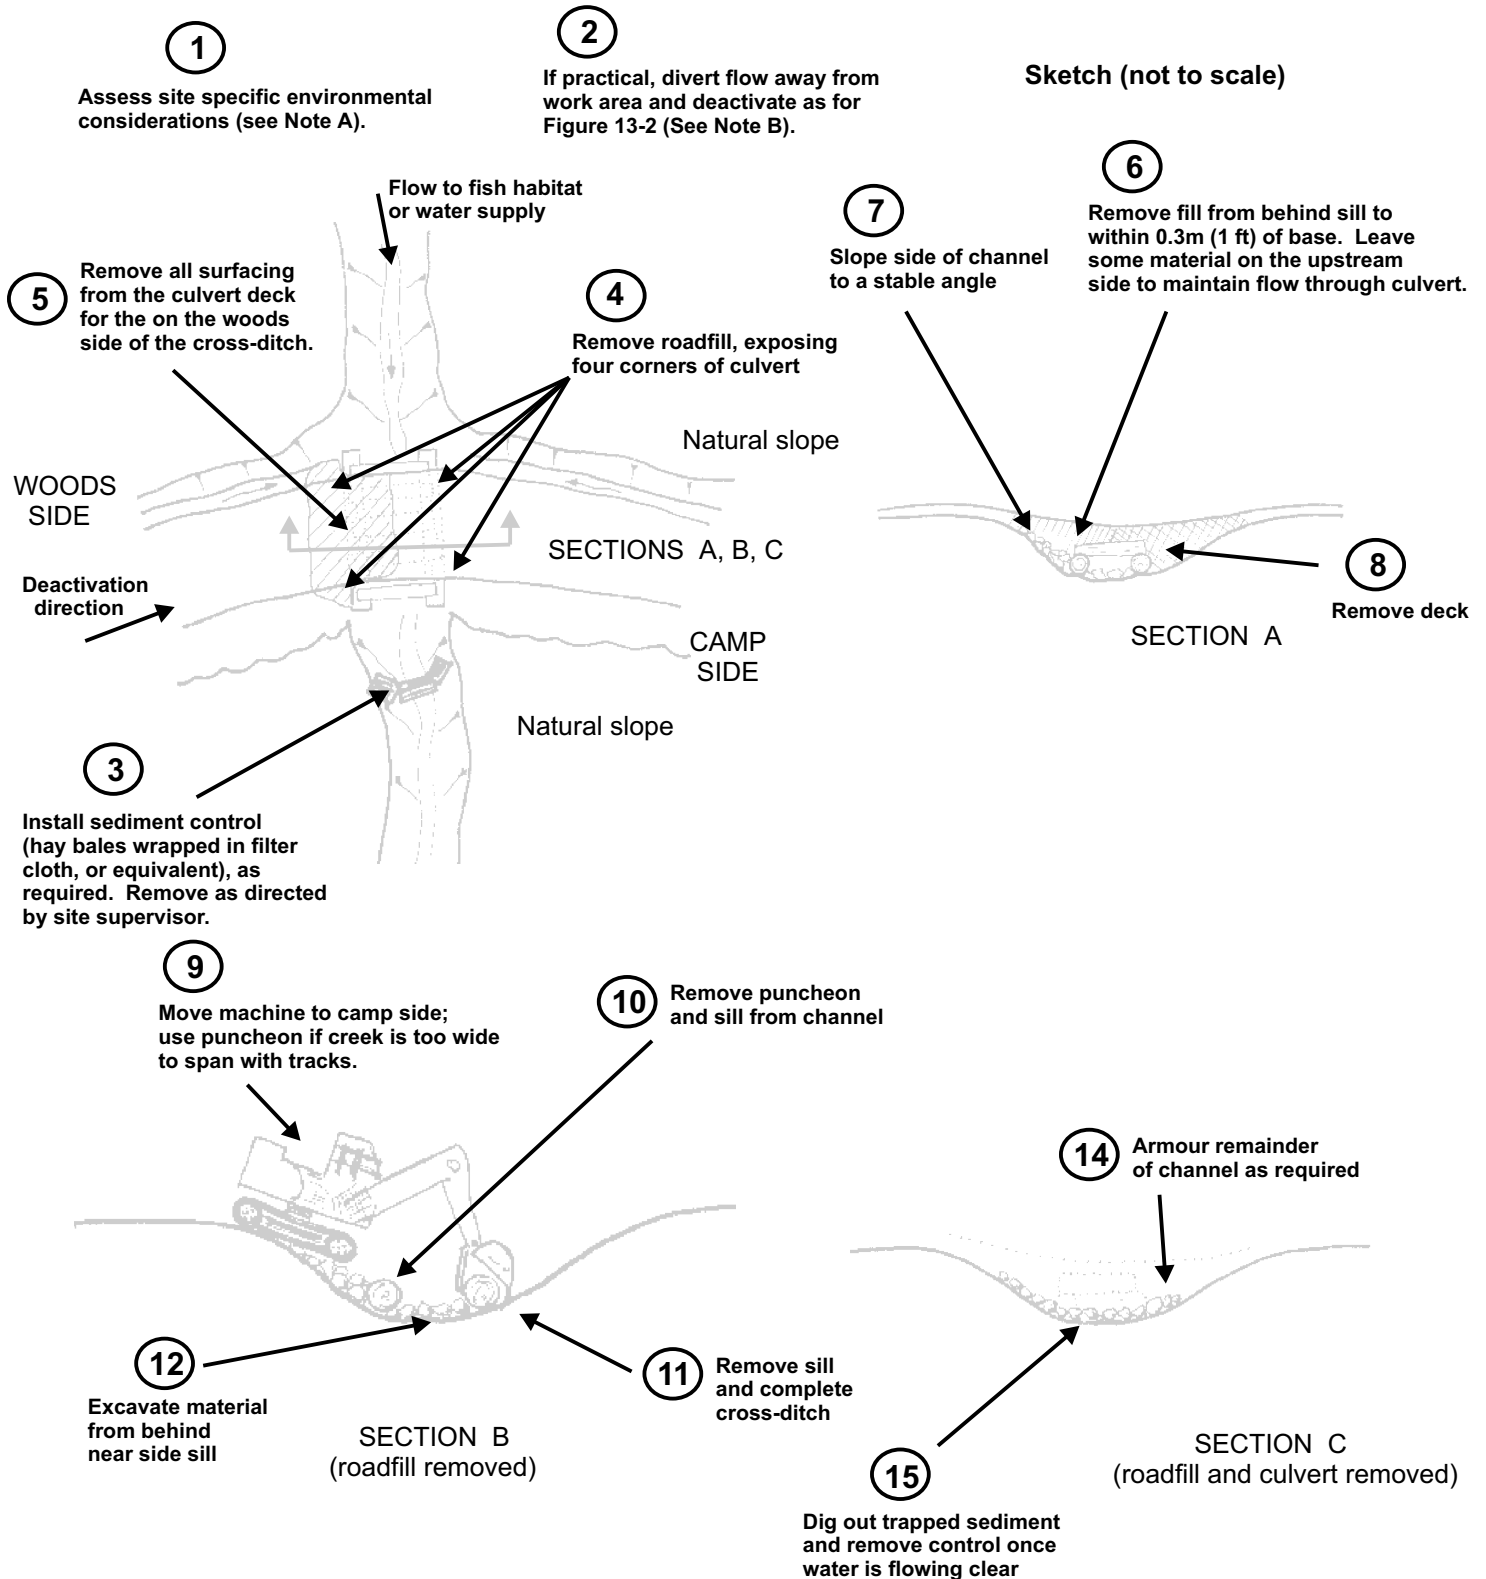 1
Assess site specific environmental
considerations (see Note A).
2
If practical, divert flow away from
work area and deactivate as for
Figure 13-2 (See Note B).
Sketch (not to scale)
Flow to fish habitat
or water supply
5
Remove all surfacing
from the culvert deck
for the on the woods
side of the cross-ditch.
4
Remove roadfill, exposing
four corners of culvert
7
Slope side of channel
to a stable angle
6
Remove fill from behind sill to
within 0.3m (1 ft) of base.  Leave
some material on the upstream
side to maintain flow through culvert.
Natural slope
WOODS
SIDE
SECTIONS  A, B, C
Deactivation
direction
CAMP
SIDE
Natural slope
8
Remove deck
SECTION  A
3
Install sediment control
(hay bales wrapped in filter
cloth, or equivalent), as
required.  Remove as directed
by site supervisor.
9
Move machine to camp side;
use puncheon if creek is too wide
to span with tracks.
10
Remove puncheon
and sill from channel
12
Excavate material
from behind
near side sill
11
Remove sill
and complete
cross-ditch
SECTION  B
(roadfill removed)
14
Armour remainder
of channel as required
15
Dig out trapped sediment
and remove control once
water is flowing clear
SECTION  C
(roadfill and culvert removed)